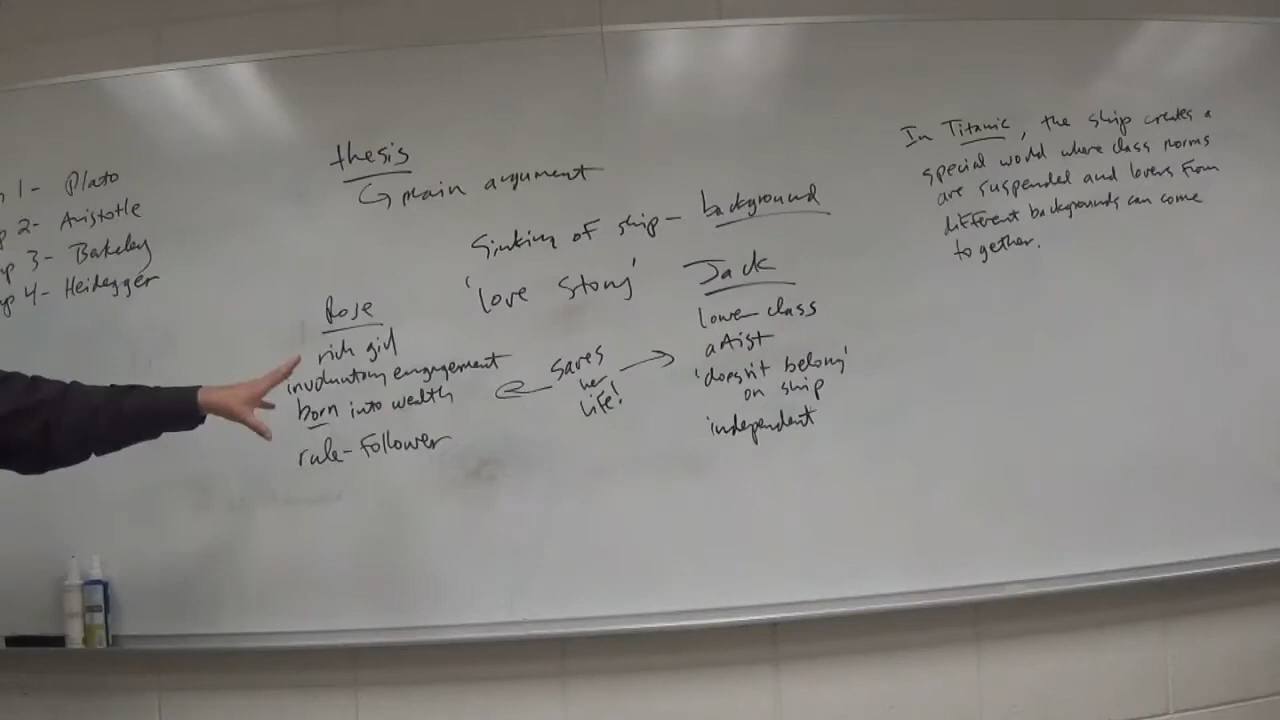 1- Plato
p 2- Aristotle
p 3- Bakeley
up 4- Heidegger
thesis
main argument
Sinking of ship- background
'love story'
Rose
rich girl
involuntary engagement
born into wealth
rule-follower
saves
her
life!
Jack
lower class
artist
'doesn't belong'
on ship
independent
In Titanic, the ship creates a
special world where class norms
are suspended and lovers from
different backgrounds can come
together.